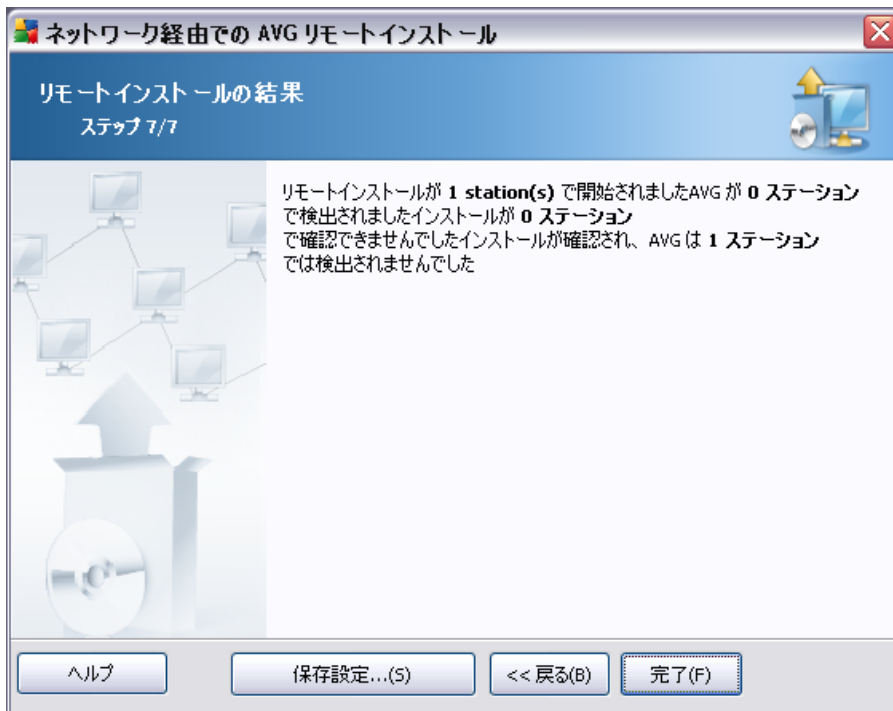 ネットワーク経由での AVG リモートインストール
リモートインストールの結果
ステップ 7/7
リモートインストールが 1 station(s) で開始されましたAVG が 0 ステーション
で検出されましたインストールが 0 ステーション
で確認できませんでしたインストールが確認され、AVG は 1 ステーション
では検出されませんでした
ヘルプ
保存設定...(S)
<< 戻る(B)
完了(F)